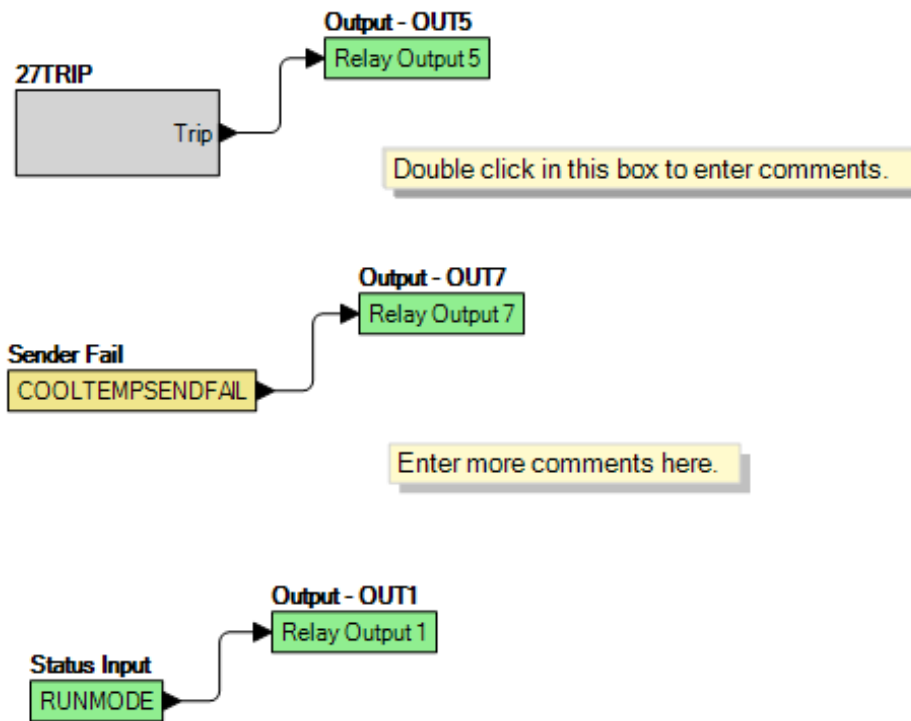 Output - OUT5
Relay Output 5
27TRIP
Trip
Double click in this box to enter comments.
Output - OUT7
Relay Output 7
Sender Fail
COOLTEMPSENDFAIL
Enter more comments here.
Output - OUT1
Relay Output 1
Status Input
RUNMODE